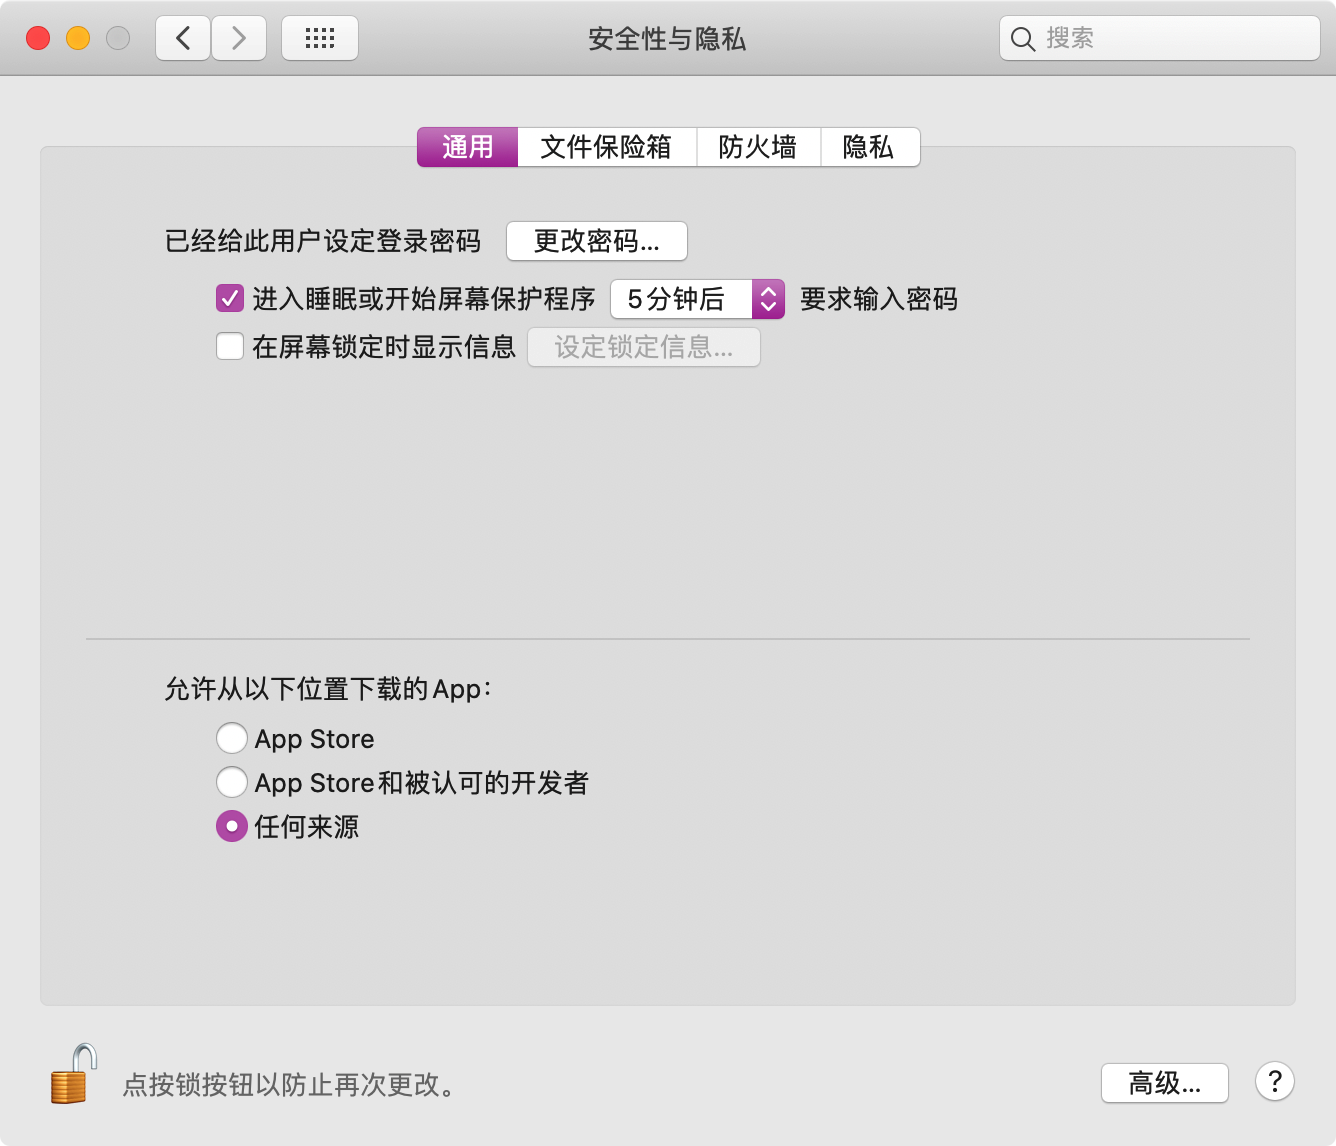 安全性与隐私
搜索
通用 文件保险箱 防火墙 隐私
已经给此用户设定登录密码 更改密码...
进入睡眠或开始屏幕保护程序 5分钟后 要求输入密码
在屏幕锁定时显示信息 设定锁定信息...
允许从以下位置下载的App：
App Store
App Store和被认可的开发者
任何来源
点按锁按钮以防止再次更改。
高级... ?